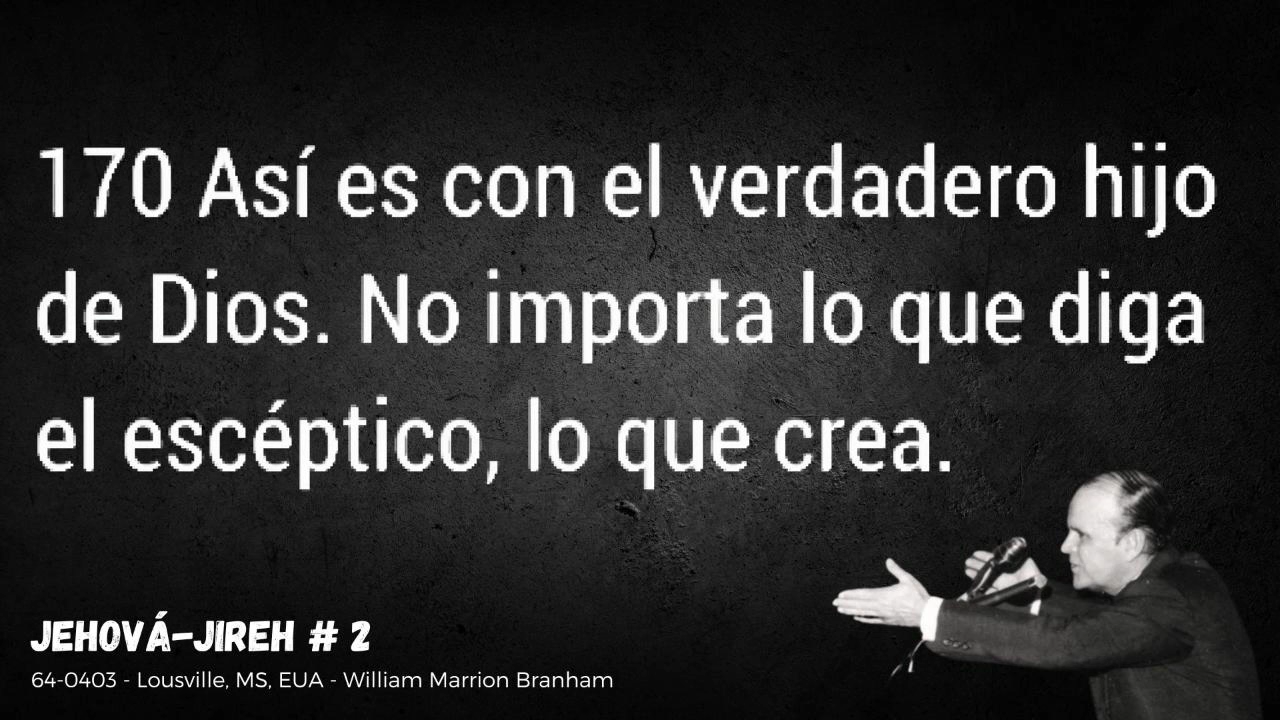 170 Así es con el verdadero hijo
de Dios. No importa lo que diga
el escéptico, lo que crea.
JEHOVÁ-JIREH # 2
64-0403 - Lousville, MS, EUA - William Marrion Branham